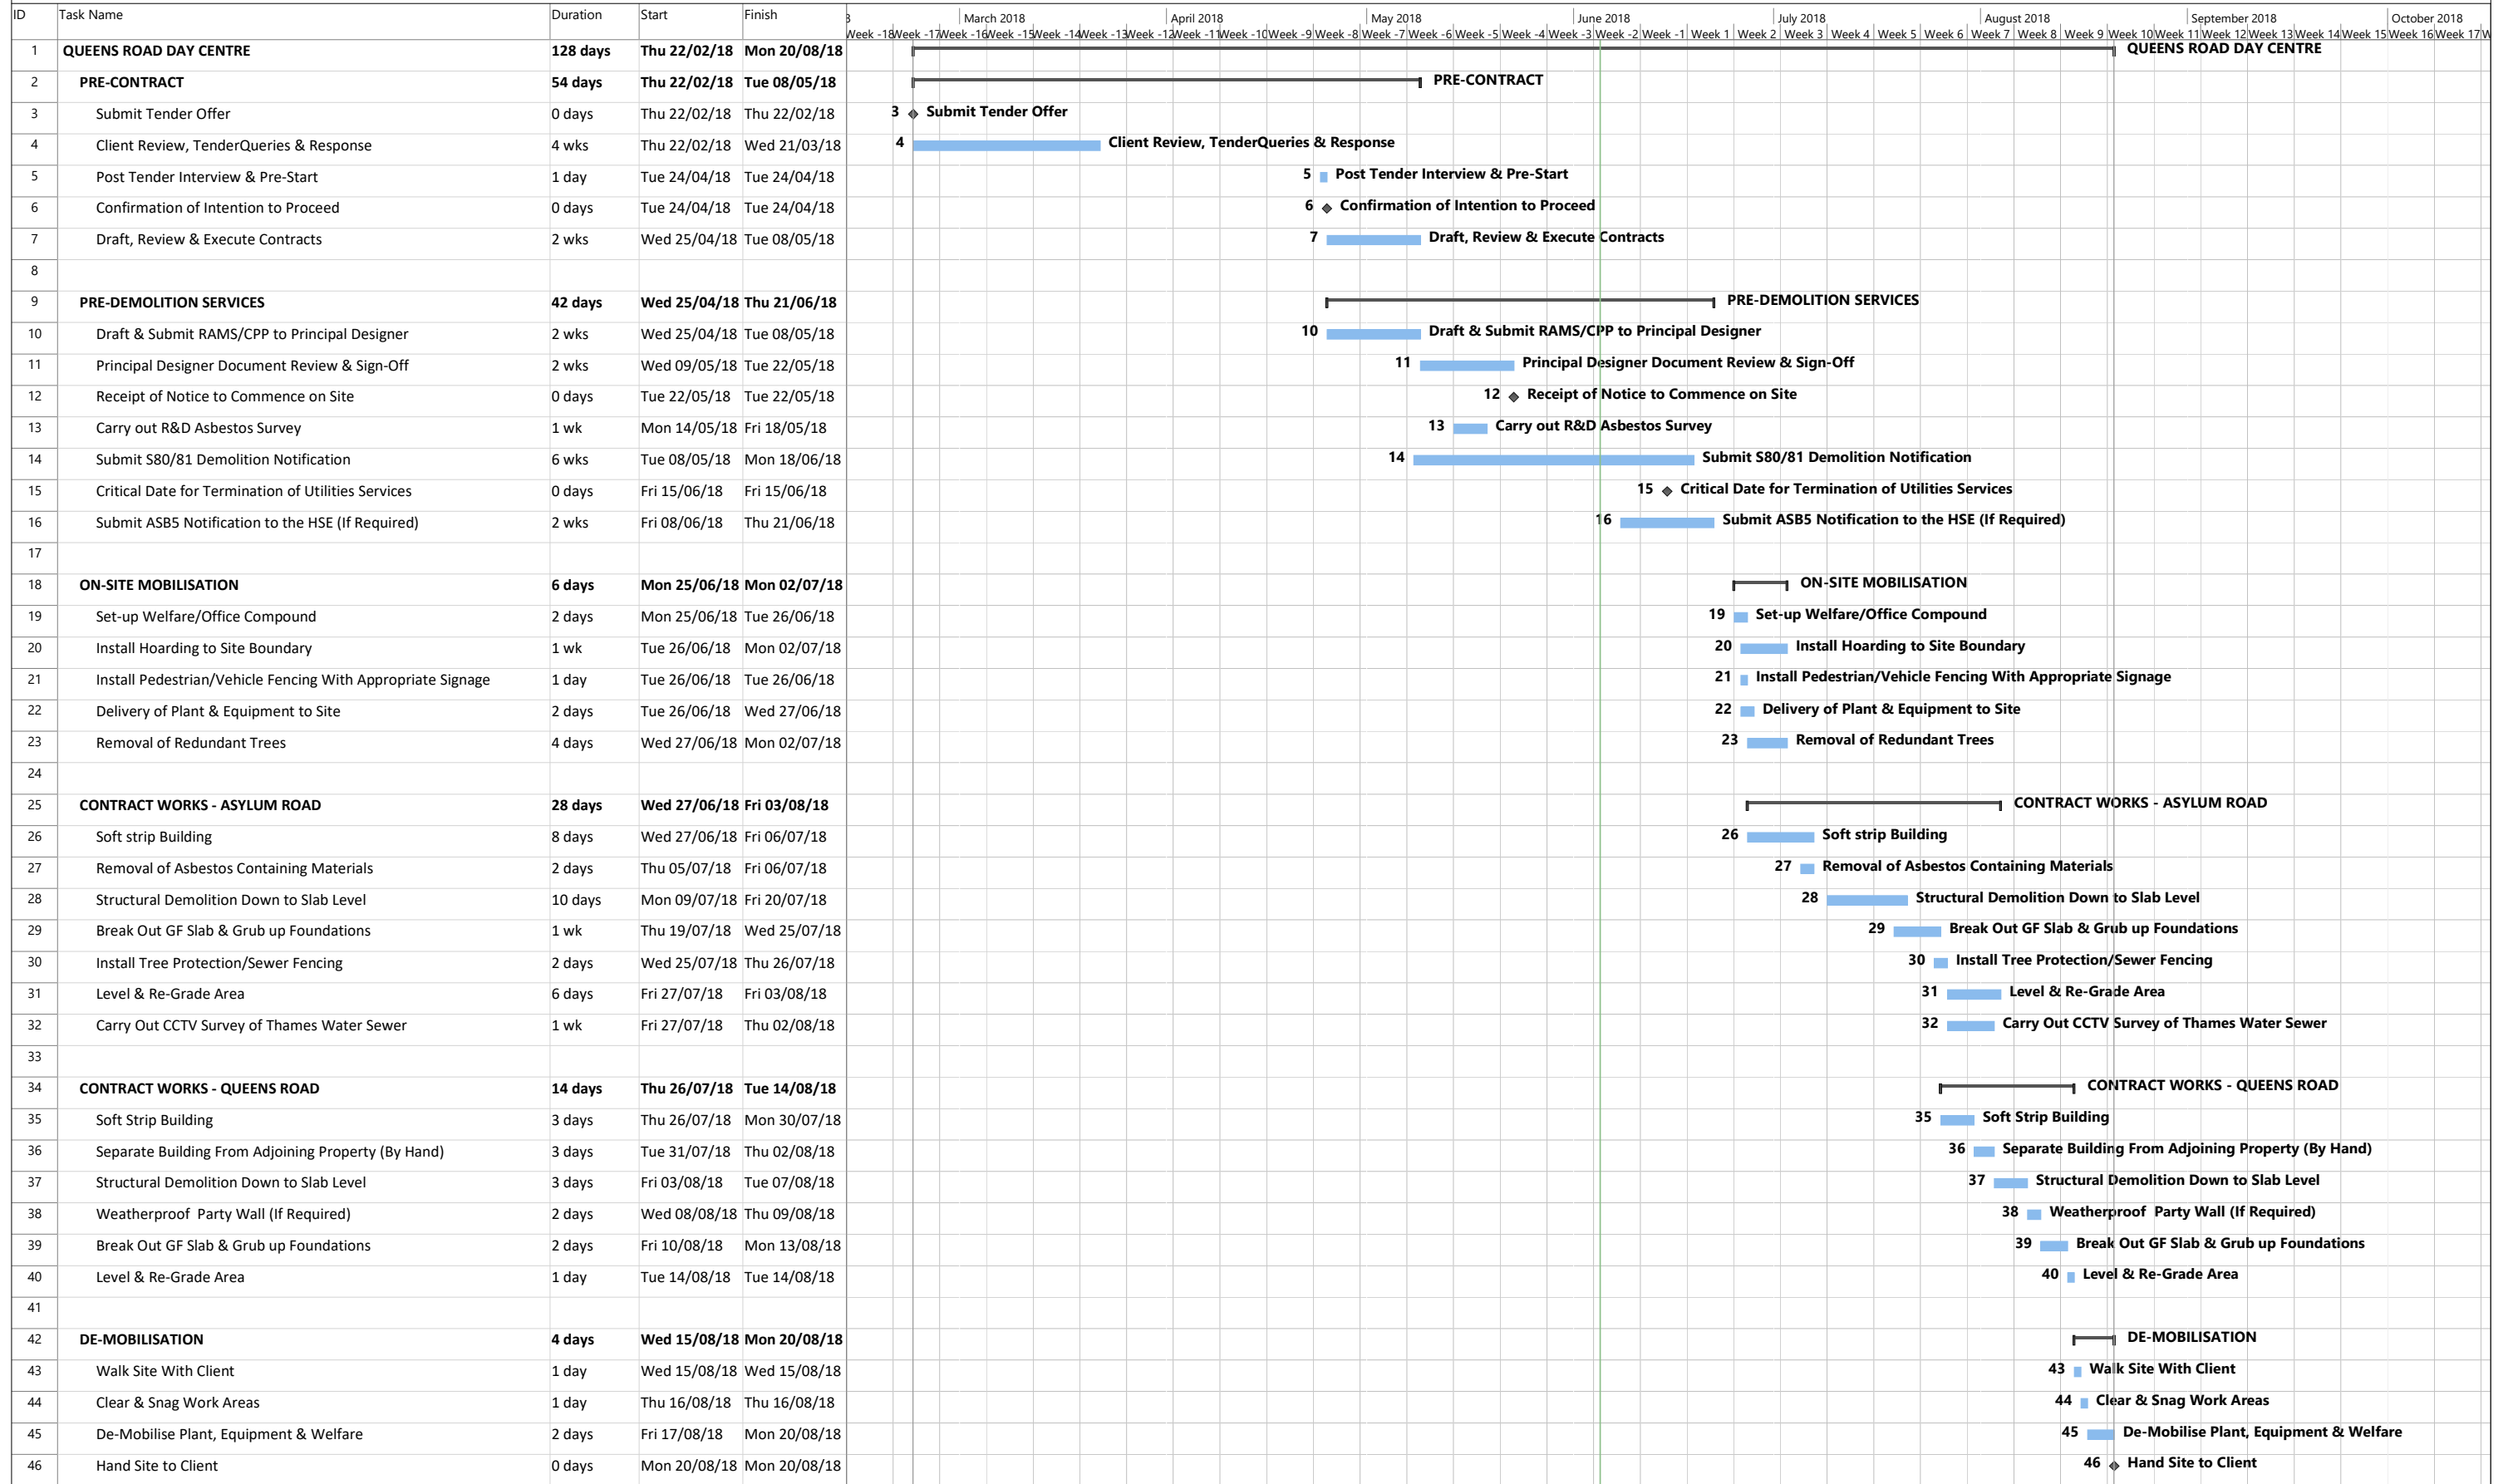 ID Task Name Duration Start Finish March 2018 April 2018 May 2018 June 2018 July 2018 August 2018 September 2018 October 2018
Week -18 Week -17 Week -16 Week -15 Week -14 Week -13 Week -12 Week -11 Week -10 Week -9 Week -8 Week -7 Week -6 Week -5 Week -4 Week -3 Week -2 Week -1 Week 1 Week 2 Week 3 Week 4 Week 5 Week 6 Week 7 Week 8 Week 9 Week 10 Week 11 Week 12 Week 13 Week 14 Week 15 Week 16 Week 17
1 QUEENS ROAD DAY CENTRE 128 days Thu 22/02/18 Mon 20/08/18 QUEENS ROAD DAY CENTRE
2 PRE-CONTRACT 54 days Thu 22/02/18 Tue 08/05/18 PRE-CONTRACT
3 Submit Tender Offer 0 days Thu 22/02/18 Thu 22/02/18 3 Submit Tender Offer
4 Client Review, TenderQueries & Response 4 wks Thu 22/02/18 Wed 21/03/18 4 Client Review, TenderQueries & Response
5 Post Tender Interview & Pre-Start 1 day Tue 24/04/18 Tue 24/04/18 5 Post Tender Interview & Pre-Start
6 Confirmation of Intention to Proceed 0 days Tue 24/04/18 Tue 24/04/18 6 Confirmation of Intention to Proceed
7 Draft, Review & Execute Contracts 2 wks Wed 25/04/18 Tue 08/05/18 7 Draft, Review & Execute Contracts
8
9 PRE-DEMOLITION SERVICES 42 days Wed 25/04/18 Thu 21/06/18 PRE-DEMOLITION SERVICES
10 Draft & Submit RAMS/CPP to Principal Designer 2 wks Wed 25/04/18 Tue 08/05/18 10 Draft & Submit RAMS/CPP to Principal Designer
11 Principal Designer Document Review & Sign-Off 2 wks Wed 09/05/18 Tue 22/05/18 11 Principal Designer Document Review & Sign-Off
12 Receipt of Notice to Commence on Site 0 days Tue 22/05/18 Tue 22/05/18 12 Receipt of Notice to Commence on Site
13 Carry out R&D Asbestos Survey 1 wk Mon 14/05/18 Fri 18/05/18 13 Carry out R&D Asbestos Survey
14 Submit S80/81 Demolition Notification 6 wks Tue 08/05/18 Mon 18/06/18 14 Submit S80/81 Demolition Notification
15 Critical Date for Termination of Utilities Services 0 days Fri 15/06/18 Fri 15/06/18 15 Critical Date for Termination of Utilities Services
16 Submit ASB5 Notification to the HSE (If Required) 2 wks Fri 08/06/18 Thu 21/06/18 16 Submit ASB5 Notification to the HSE (If Required)
17
18 ON-SITE MOBILISATION 6 days Mon 25/06/18 Mon 02/07/18 ON-SITE MOBILISATION
19 Set-up Welfare/Office Compound 2 days Mon 25/06/18 Tue 26/06/18 19 Set-up Welfare/Office Compound
20 Install Hoarding to Site Boundary 1 wk Tue 26/06/18 Mon 02/07/18 20 Install Hoarding to Site Boundary
21 Install Pedestrian/Vehicle Fencing With Appropriate Signage 1 day Tue 26/06/18 Tue 26/06/18 21 Install Pedestrian/Vehicle Fencing With Appropriate Signage
22 Delivery of Plant & Equipment to Site 2 days Tue 26/06/18 Wed 27/06/18 22 Delivery of Plant & Equipment to Site
23 Removal of Redundant Trees 4 days Wed 27/06/18 Mon 02/07/18 23 Removal of Redundant Trees
24
25 CONTRACT WORKS - ASYLUM ROAD 28 days Wed 27/06/18 Fri 03/08/18 CONTRACT WORKS - ASYLUM ROAD
26 Soft strip Building 8 days Wed 27/06/18 Fri 06/07/18 26 Soft strip Building
27 Removal of Asbestos Containing Materials 2 days Thu 05/07/18 Fri 06/07/18 27 Removal of Asbestos Containing Materials
28 Structural Demolition Down to Slab Level 10 days Mon 09/07/18 Fri 20/07/18 28 Structural Demolition Down to Slab Level
29 Break Out GF Slab & Grub up Foundations 1 wk Thu 19/07/18 Wed 25/07/18 29 Break Out GF Slab & Grub up Foundations
30 Install Tree Protection/Sewer Fencing 2 days Wed 25/07/18 Thu 26/07/18 30 Install Tree Protection/Sewer Fencing
31 Level & Re-Grade Area 6 days Fri 27/07/18 Fri 03/08/18 31 Level & Re-Grade Area
32 Carry Out CCTV Survey of Thames Water Sewer 1 wk Fri 27/07/18 Thu 02/08/18 32 Carry Out CCTV Survey of Thames Water Sewer
33
34 CONTRACT WORKS - QUEENS ROAD 14 days Thu 26/07/18 Tue 14/08/18 CONTRACT WORKS - QUEENS ROAD
35 Soft Strip Building 3 days Thu 26/07/18 Mon 30/07/18 35 Soft Strip Building
36 Separate Building From Adjoining Property (By Hand) 3 days Tue 31/07/18 Thu 02/08/18 36 Separate Building From Adjoining Property (By Hand)
37 Structural Demolition Down to Slab Level 3 days Fri 03/08/18 Tue 07/08/18 37 Structural Demolition Down to Slab Level
38 Weatherproof Party Wall (If Required) 2 days Wed 08/08/18 Thu 09/08/18 38 Weatherproof Party Wall (If Required)
39 Break Out GF Slab & Grub up Foundations 2 days Fri 10/08/18 Mon 13/08/18 39 Break Out GF Slab & Grub up Foundations
40 Level & Re-Grade Area 1 day Tue 14/08/18 Tue 14/08/18 40 Level & Re-Grade Area
41
42 DE-MOBILISATION 4 days Wed 15/08/18 Mon 20/08/18 DE-MOBILISATION
43 Walk Site With Client 1 day Wed 15/08/18 Wed 15/08/18 43 Walk Site With Client
44 Clear & Snag Work Areas 1 day Thu 16/08/18 Thu 16/08/18 44 Clear & Snag Work Areas
45 De-Mobilise Plant, Equipment & Welfare 2 days Fri 17/08/18 Mon 20/08/18 45 De-Mobilise Plant, Equipment & Welfare
46 Hand Site to Client 0 days Mon 20/08/18 Mon 20/08/18 46 Hand Site to Client